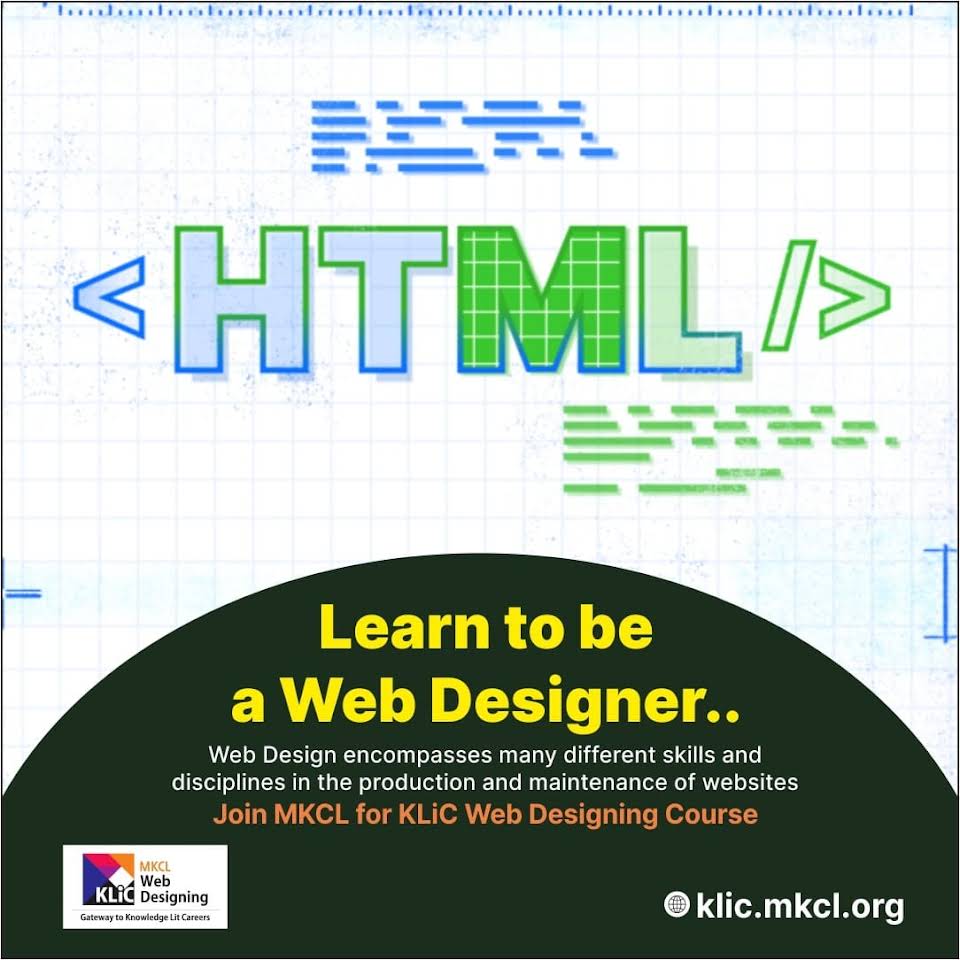 <HTML/>
Learn to be
a Web Designer..
Web Design encompasses many different skills and
disciplines in the production and maintenance of websites
Join MKCL for KLiC Web Designing Course
MKCL
Web
KLiC Designing
Gateway to Knowledge Lit Careers
klic.mkcl.org